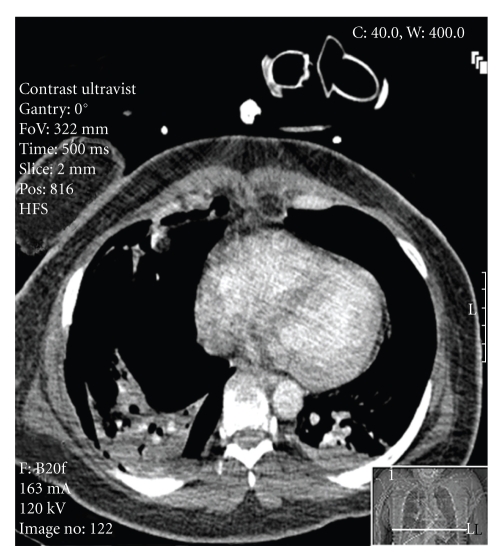 C: 40.0, W: 400.0
Contrast ultravist
Gantry: 0°
FoV: 322 mm
Time: 500 ms
Slice: 2 mm
Pos: 816
HFS
L
F: B20f
163 mA
120 kV
Image no: 122
1
LL